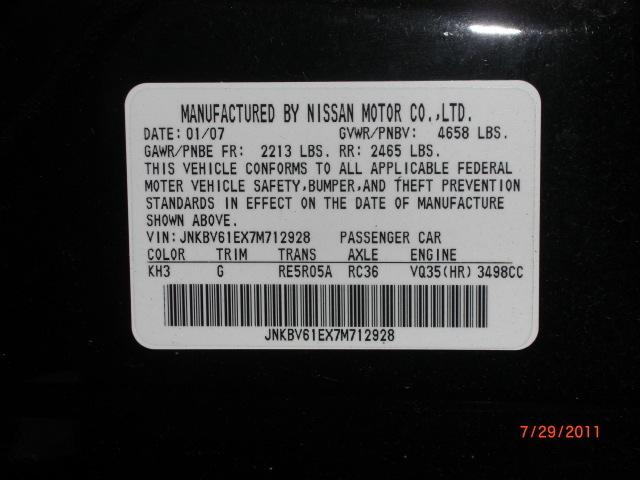 MANUFACTURED BY NISSAN MOTOR CO.,LTD.
DATE: 01/07 GVWR/PNBV: 4658 LBS.
GAWR/PNBE FR: 2213 LBS. RR: 2465 LBS.
THIS VEHICLE CONFORMS TO ALL APPLICABLE FEDERAL
MOTOR VEHICLE SAFETY,BUMPER,AND THEFT PREVENTION
STANDARDS IN EFFECT ON THE DATE OF MANUFACTURE
SHOWN ABOVE.
VIN: JNKBV61EX7M712928 PASSENGER CAR
COLOR TRIM TRANS AXLE ENGINE
KH3 G RE5R05A RC36 VQ35(HR) 3498CC
JNKBV61EX7M712928
7/29/2011